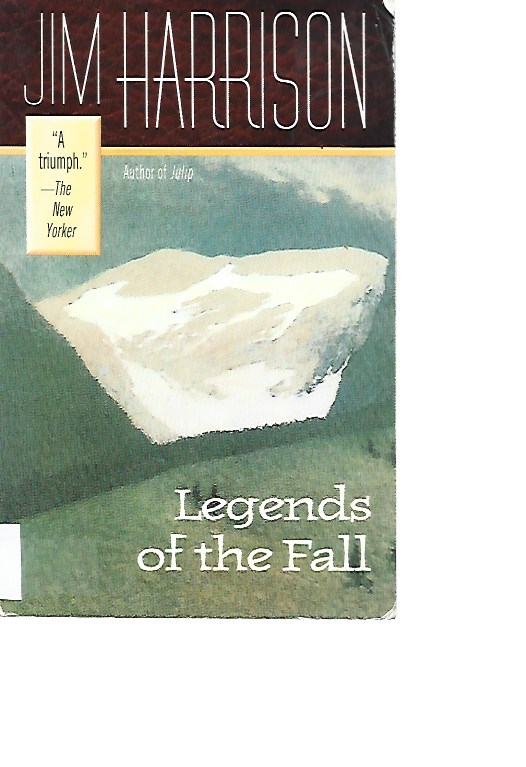 JIM HARRISON
"A
triumph."
—The
New
Yorker
Author of Julip
Legends
of the Fall